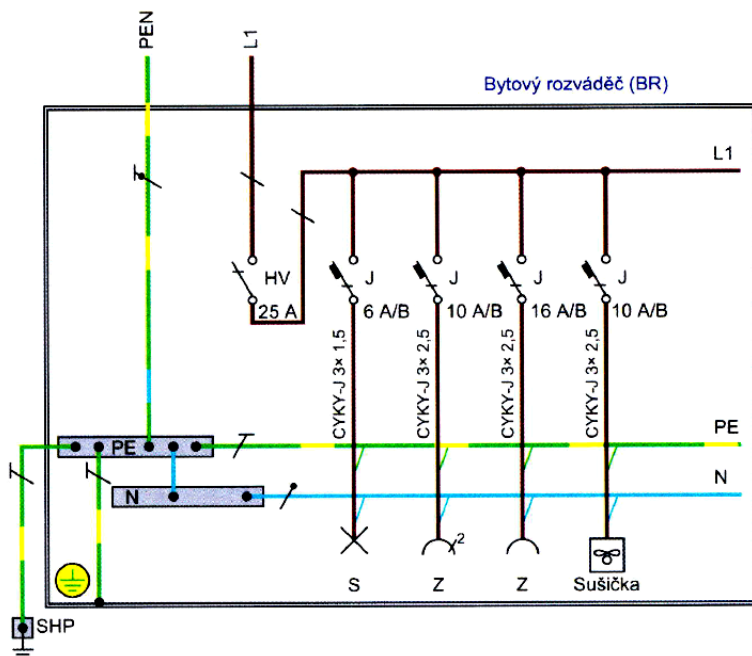 PEN
L1
Bytový rozváděč (BR)
L1
HV
25 A
J
6 A/B
J
10 A/B
J
16 A/B
J
10 A/B
CYKY-J 3× 1,5
CYKY-J 3× 2,5
CYKY-J 3× 2,5
CYKY-J 3× 2,5
PE
PE
N
N
2
S
Z
Z
Sušička
SHP